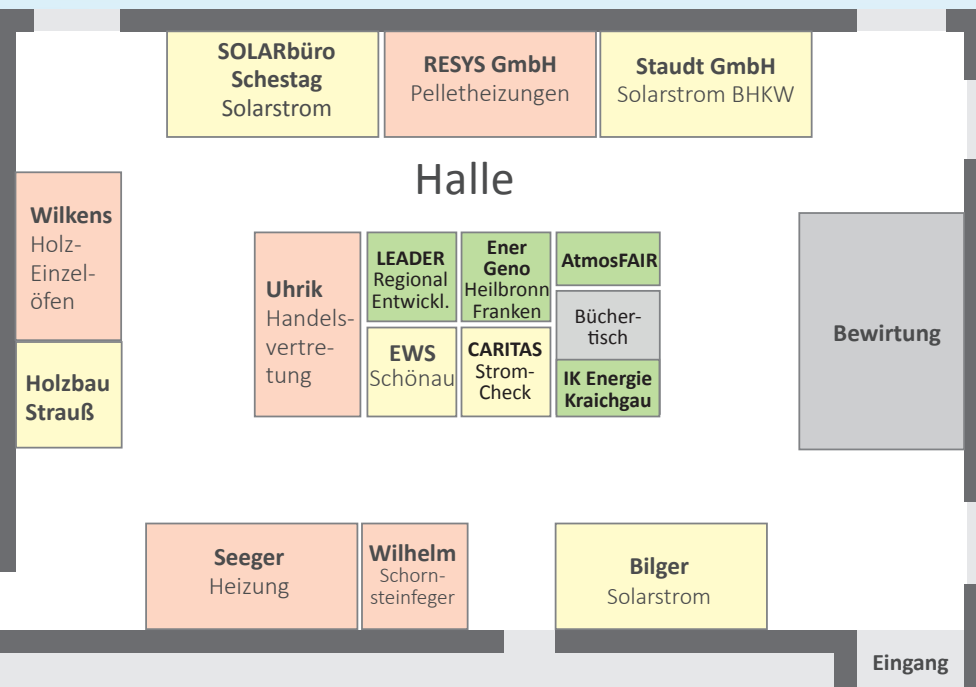 SOLARbüro
Schestag
Solarstrom
RESYS GmbH
Pelletheizungen
Staudt GmbH
Solarstrom BHKW
Halle
Wilkens
Holz-
Einzel-
öfen
Holzbau
Strauß
Uhrik
Handels-
vertre-
tung
LEADER
Regional
Entwickl.
Ener
Geno
Heilbronn
Franken
AtmosFAIR
Bücher-
tisch
EWS
Schönau
CARITAS
Strom-
Check
IK Energie
Kraichgau
Bewirtung
Seeger
Heizung
Wilhelm
Schorn-
steinfeger
Bilger
Solarstrom
Eingang